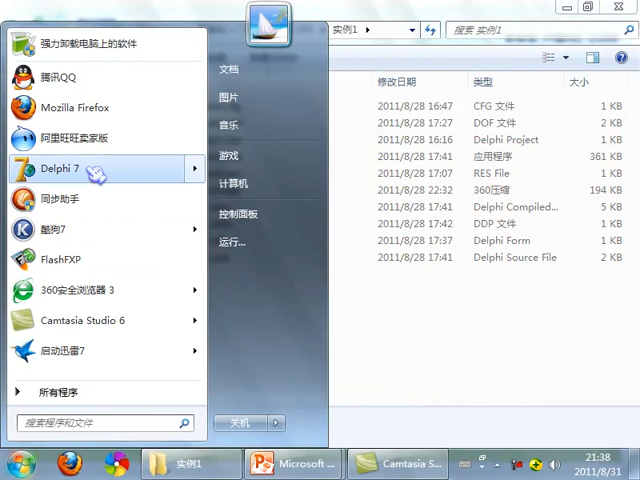 强力卸载电脑上的软件
腾讯QQ
Mozilla Firefox
阿里旺旺卖家版
Delphi 7
同步助手
酷狗7
FlashFXP
360安全浏览器 3
Camtasia Studio 6
启动迅雷7
所有程序
搜索程序和文件
文档
图片
音乐
游戏
计算机
控制面板
运行...
关机
实例1
搜索 实例1
修改日期 类型 大小
2011/8/28 16:47 CFG 文件 1 KB
2011/8/28 17:27 DOF 文件 2 KB
2011/8/28 16:16 Delphi Project 1 KB
2011/8/28 17:41 应用程序 361 KB
2011/8/28 17:07 RES File 1 KB
2011/8/28 22:32 360压缩 194 KB
2011/8/28 17:41 Delphi Compiled... 5 KB
2011/8/28 17:42 DDP 文件 1 KB
2011/8/28 17:37 Delphi Form 1 KB
2011/8/28 17:41 Delphi Source File 2 KB
实例1
Microsoft ...
Camtasia S...
21:38
2011/8/31